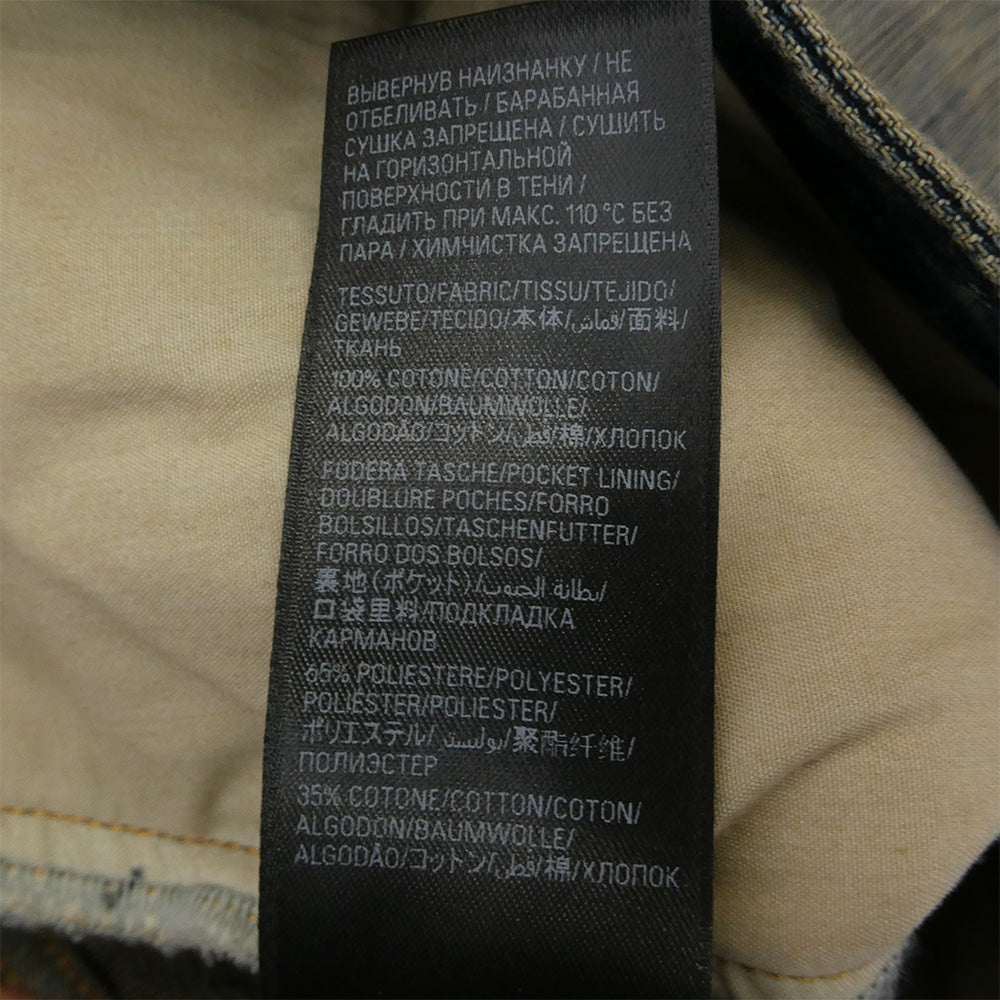 ВЫВЕРНУВ НАИЗНАНКУ / НЕ
ОТБЕЛИВАТЬ / БАРАБАННАЯ
СУШКА ЗАПРЕЩЕНА / СУШИТЬ
НА ГОРИЗОНТАЛЬНОЙ
ПОВЕРХНОСТИ В ТЕНИ /
ГЛАДИТЬ ПРИ МАКС. 110 °C БЕЗ
ПАРА / ХИМЧИСТКА ЗАПРЕЩЕНА
TESSUTO/FABRIC/TISSU/TEJIDO/
GEWEBE/TECIDO/本体/قماش/面料/
ТКАНЬ
100% COTONE/COTTON/COTON/
ALGODON/BAUMWOLLE/
ALGODÃO/コットン/قطن/棉/ХЛОПОК
FODERA TASCHE/POCKET LINING/
DOUBLURE POCHES/FORRO
BOLSILLOS/TASCHENFUTTER/
FORRO DOS BOLSOS/
裏地(ポケット)/بطانة الجيوب/
口袋里料/ПОДКЛАДКА
КАРМАНОВ
65% POLIESTERE/POLYESTER/
POLIESTER/POLIESTER/
ポリエステル/بوليستر/聚酯纤维/
ПОЛИЭСТЕР
35% COTONE/COTTON/COTON/
ALGODON/BAUMWOLLE/
ALGODÃO/コットン/قطن/棉/ХЛОПОК